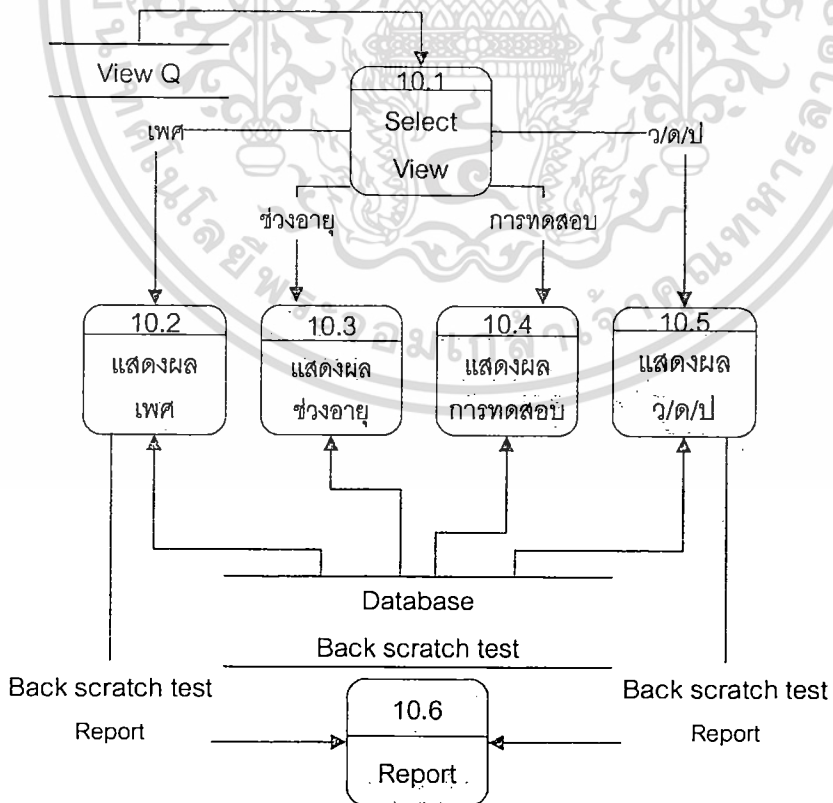 View Q
10.1
Select
View
เพศ
ว/ด/ป
ช่วงอายุ
การทดสอบ
10.2
แสดงผล
เพศ
10.3
แสดงผล
ช่วงอายุ
10.4
แสดงผล
การทดสอบ
10.5
แสดงผล
ว/ด/ป
Database
Back scratch test
Back scratch test
Report
10.6
Report
Back scratch test
Report